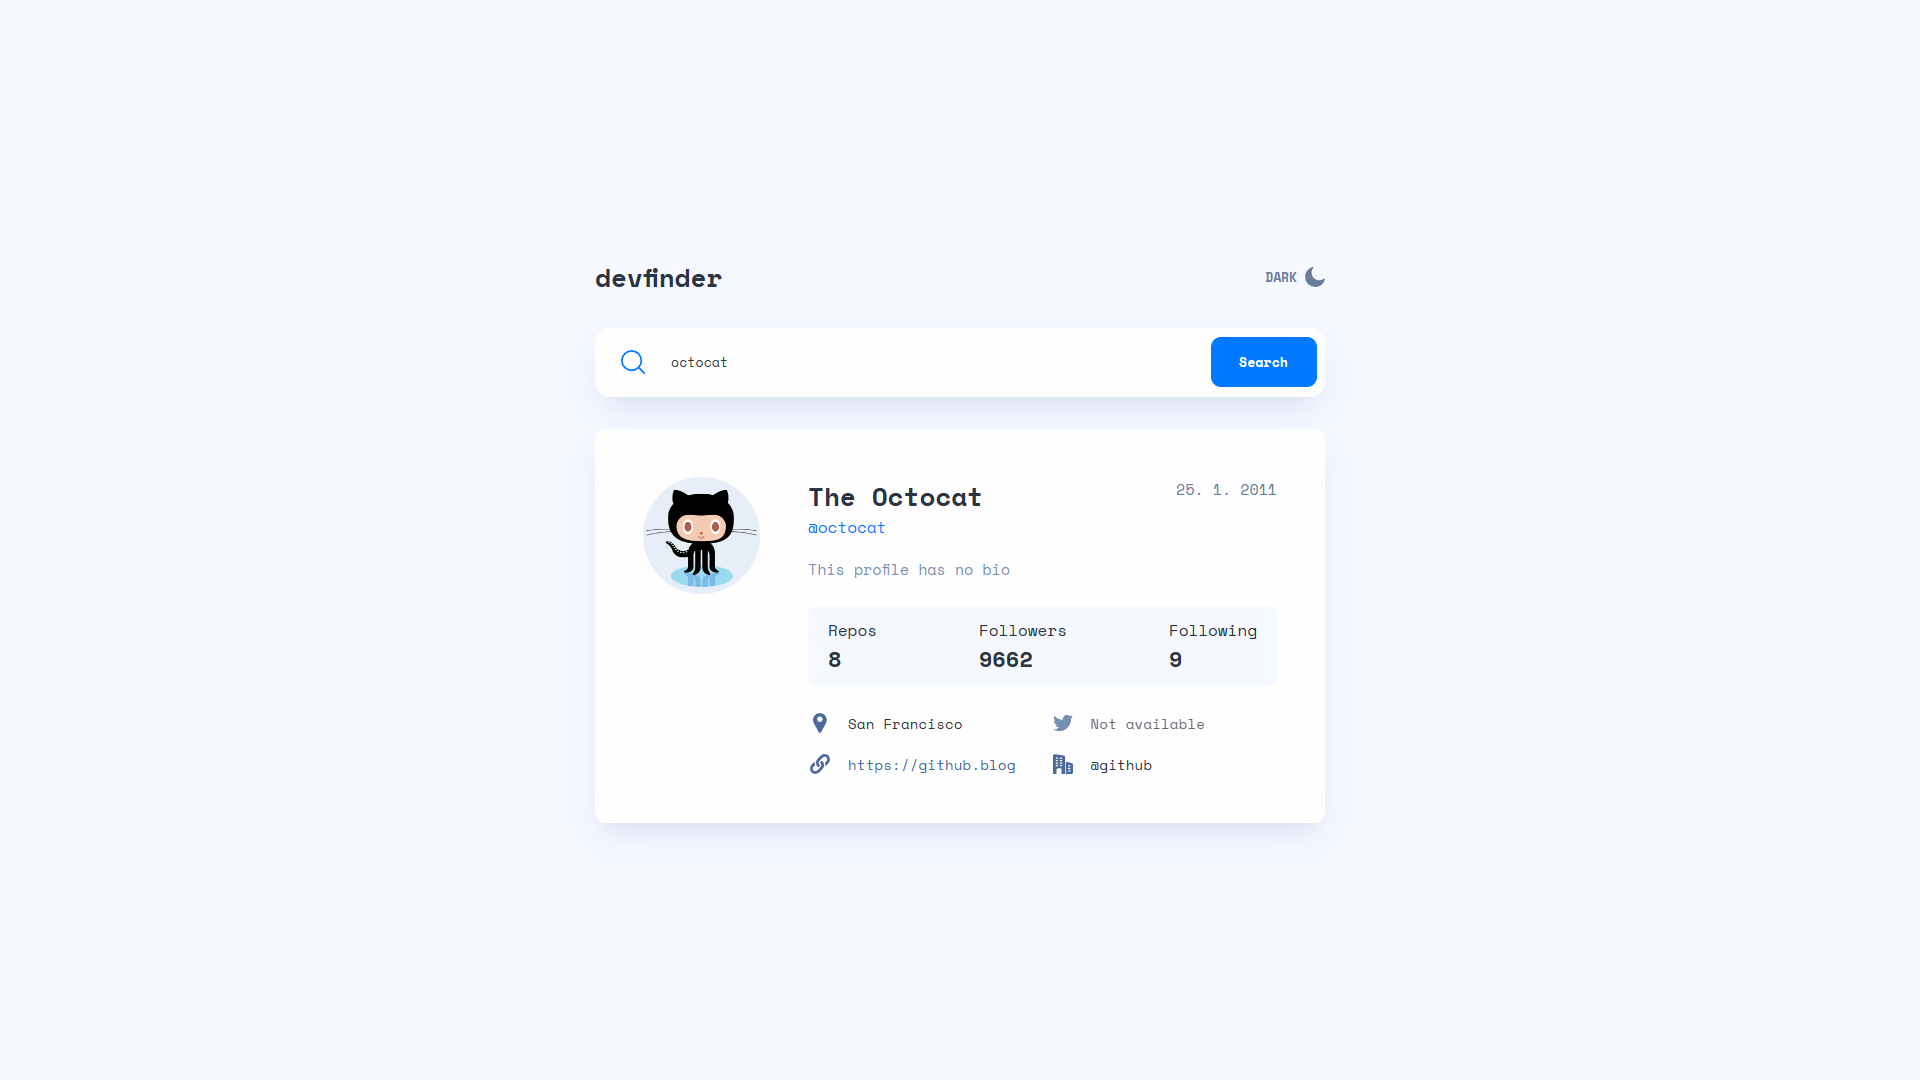 devfinder
DARK
octocat
Search
The Octocat
25. 1. 2011
@octocat
This profile has no bio
Repos
Followers
Following
8
9662
9
San Francisco
Not available
https://github.blog
@github